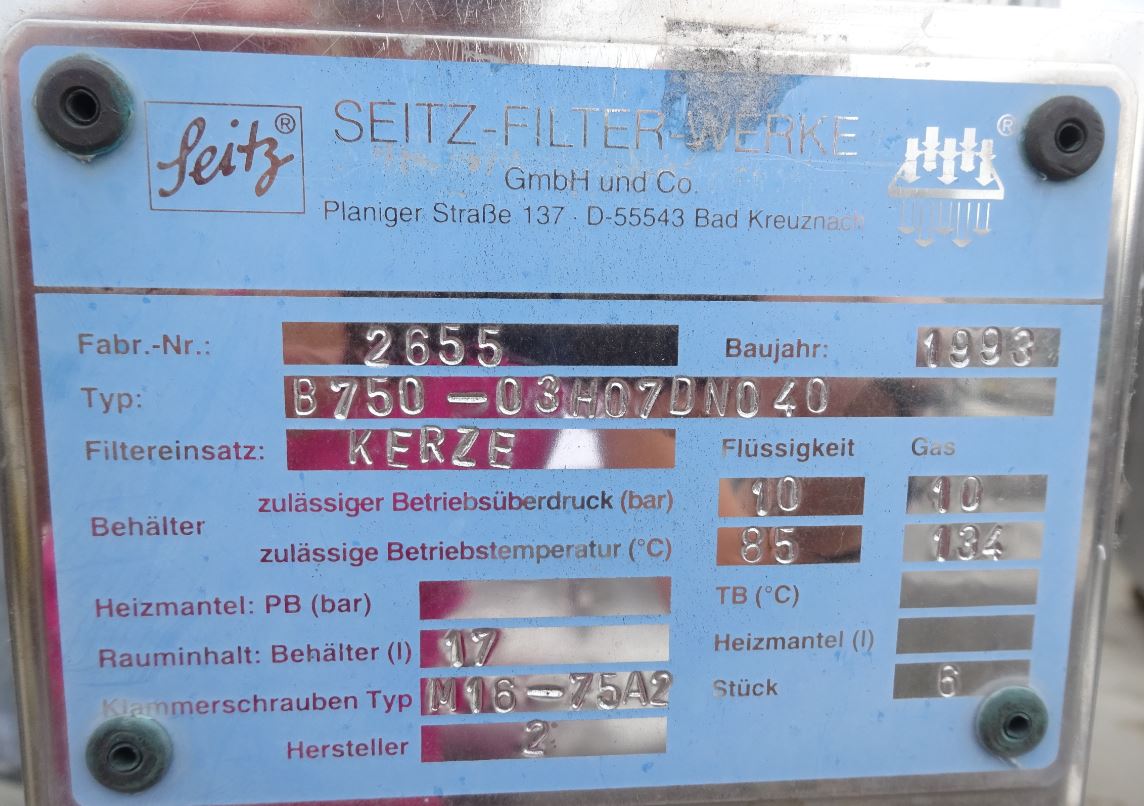 Seitz® SEITZ-FILTER-WERKE ®
GmbH und Co.
Planiger Straße 137 · D-55543 Bad Kreuznach
Fabr.-Nr.: 2655 Baujahr: 1993
Typ: B750-03H07DN040
Filtereinsatz: KERZE Flüssigkeit Gas
zulässiger Betriebsüberdruck (bar) 10 10
Behälter
zulässige Betriebstemperatur (°C) 85 134
Heizmantel: PB (bar) TB (°C)
Rauminhalt: Behälter (l) 17 Heizmantel (l)
Klammerschrauben Typ M16-75A2 Stück 6
Hersteller 2